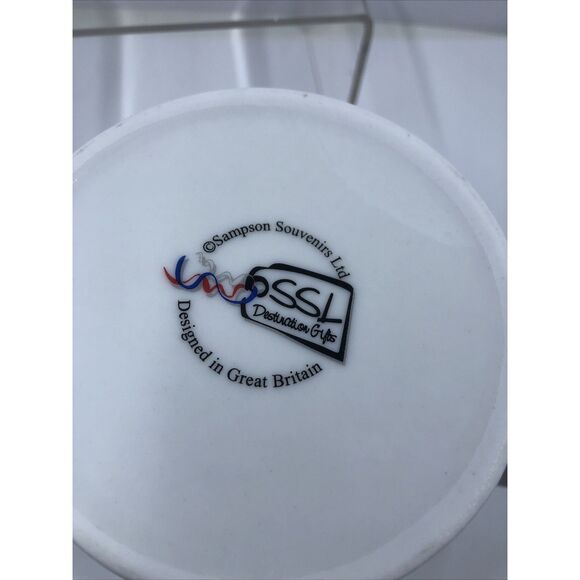 ©Sampson Souvenirs Ltd
SSL
Destination Gifts
Designed in Great Britain